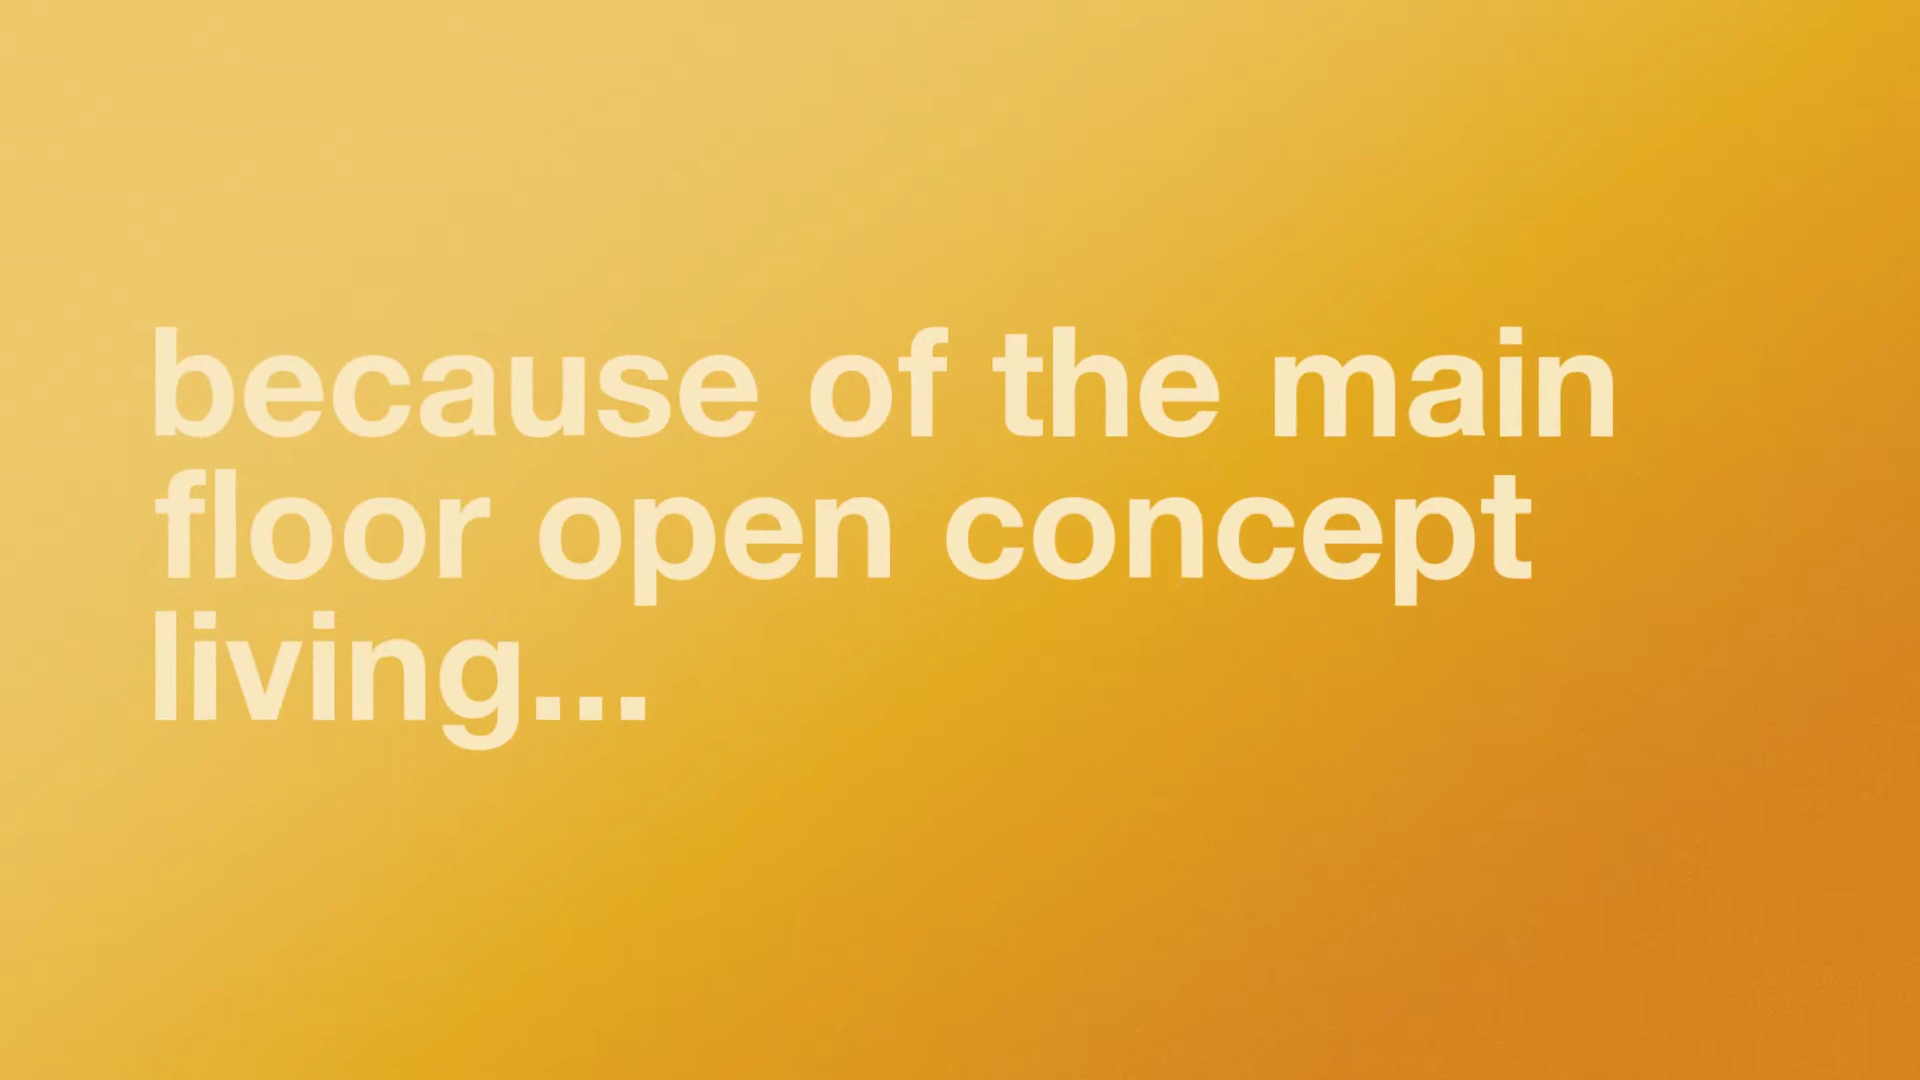 because of the main
floor open concept
living...